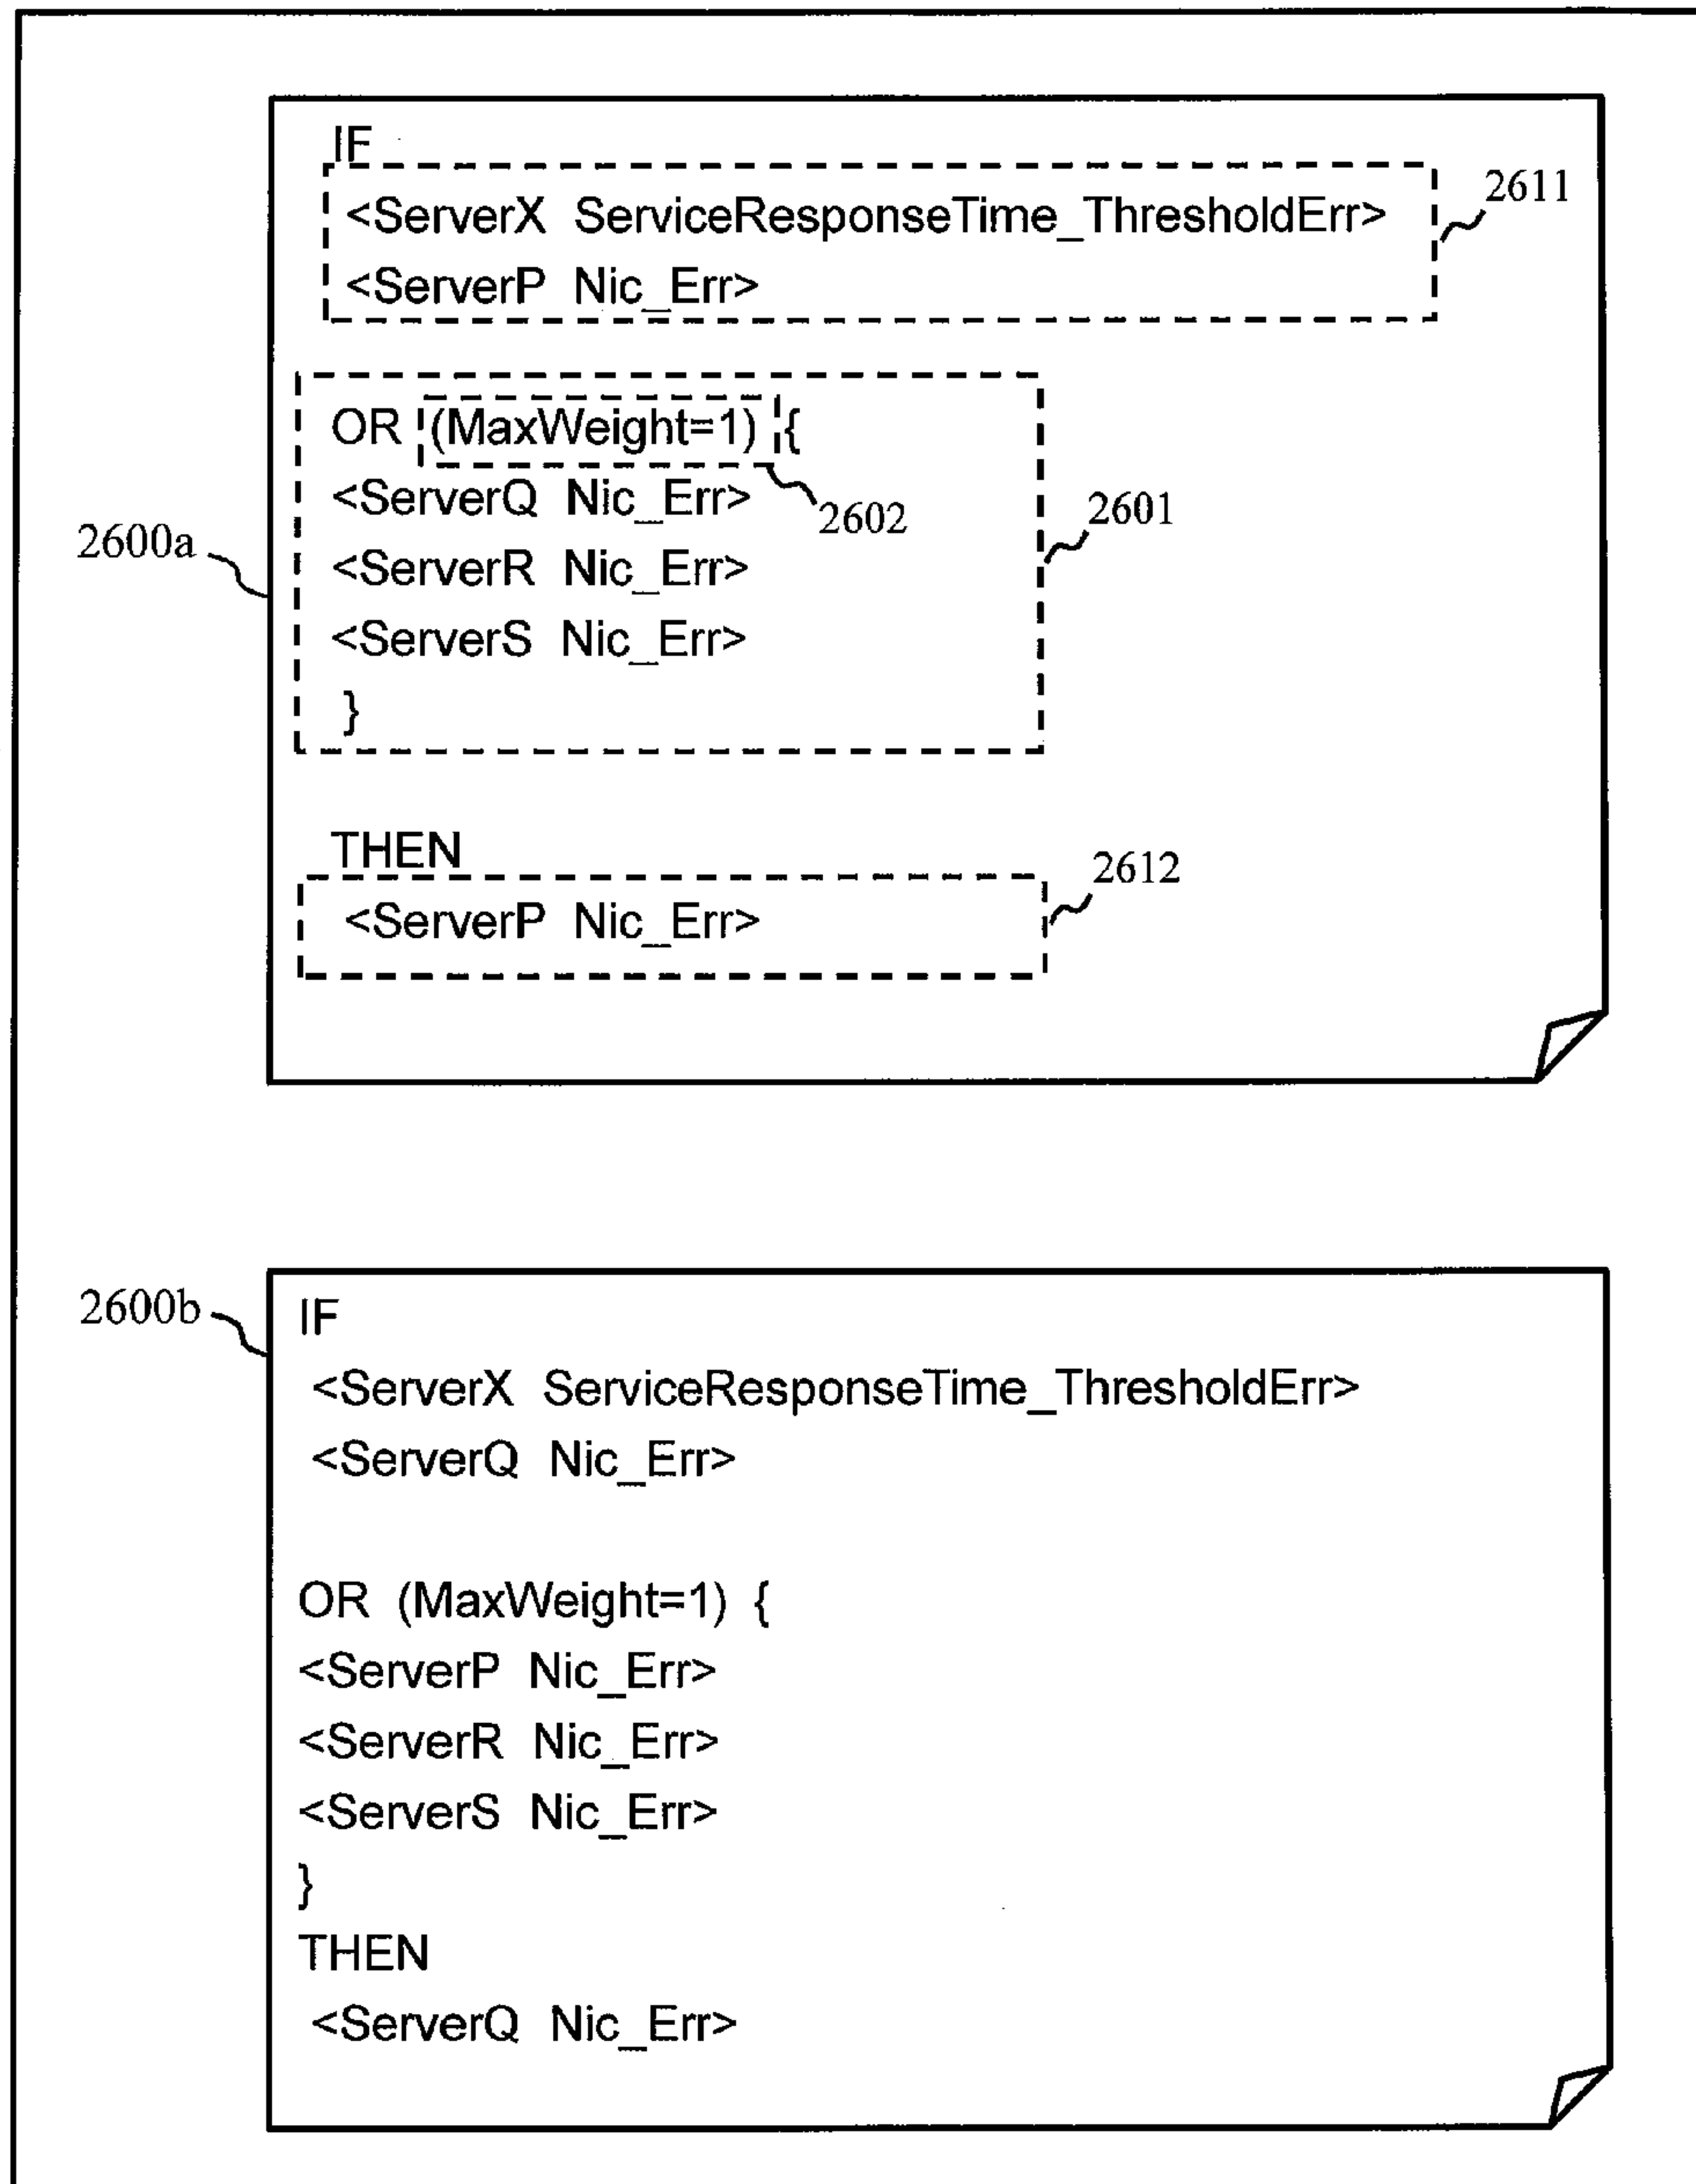 IF
<ServerX ServiceResponseTime_ThresholdErr>
2611
<ServerP Nic_Err>
OR (MaxWeight=1) {
<ServerQ Nic_Err>
2602
2601
2600a
<ServerR Nic_Err>
<ServerS Nic_Err>
}
THEN
2612
<ServerP Nic_Err>
2600b
IF
<ServerX ServiceResponseTime_ThresholdErr>
<ServerQ Nic_Err>
OR (MaxWeight=1) {
<ServerP Nic_Err>
<ServerR Nic_Err>
<ServerS Nic_Err>
}
THEN
<ServerQ Nic_Err>